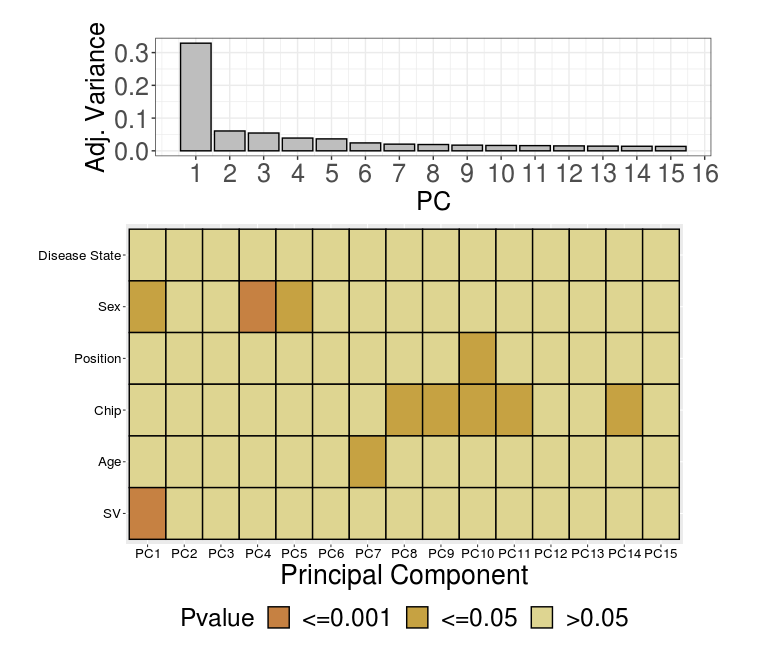 Adj. Variance
0.3
0.2
0.1
0.0
1 2 3 4 5 6 7 8 9 10 11 12 13 14 15 16
PC
Disease State
Sex
Position
Chip
Age
SV
PC1 PC2 PC3 PC4 PC5 PC6 PC7 PC8 PC9 PC10 PC11 PC12 PC13 PC14 PC15
Principal Component
Pvalue <=0.001 <=0.05 >0.05